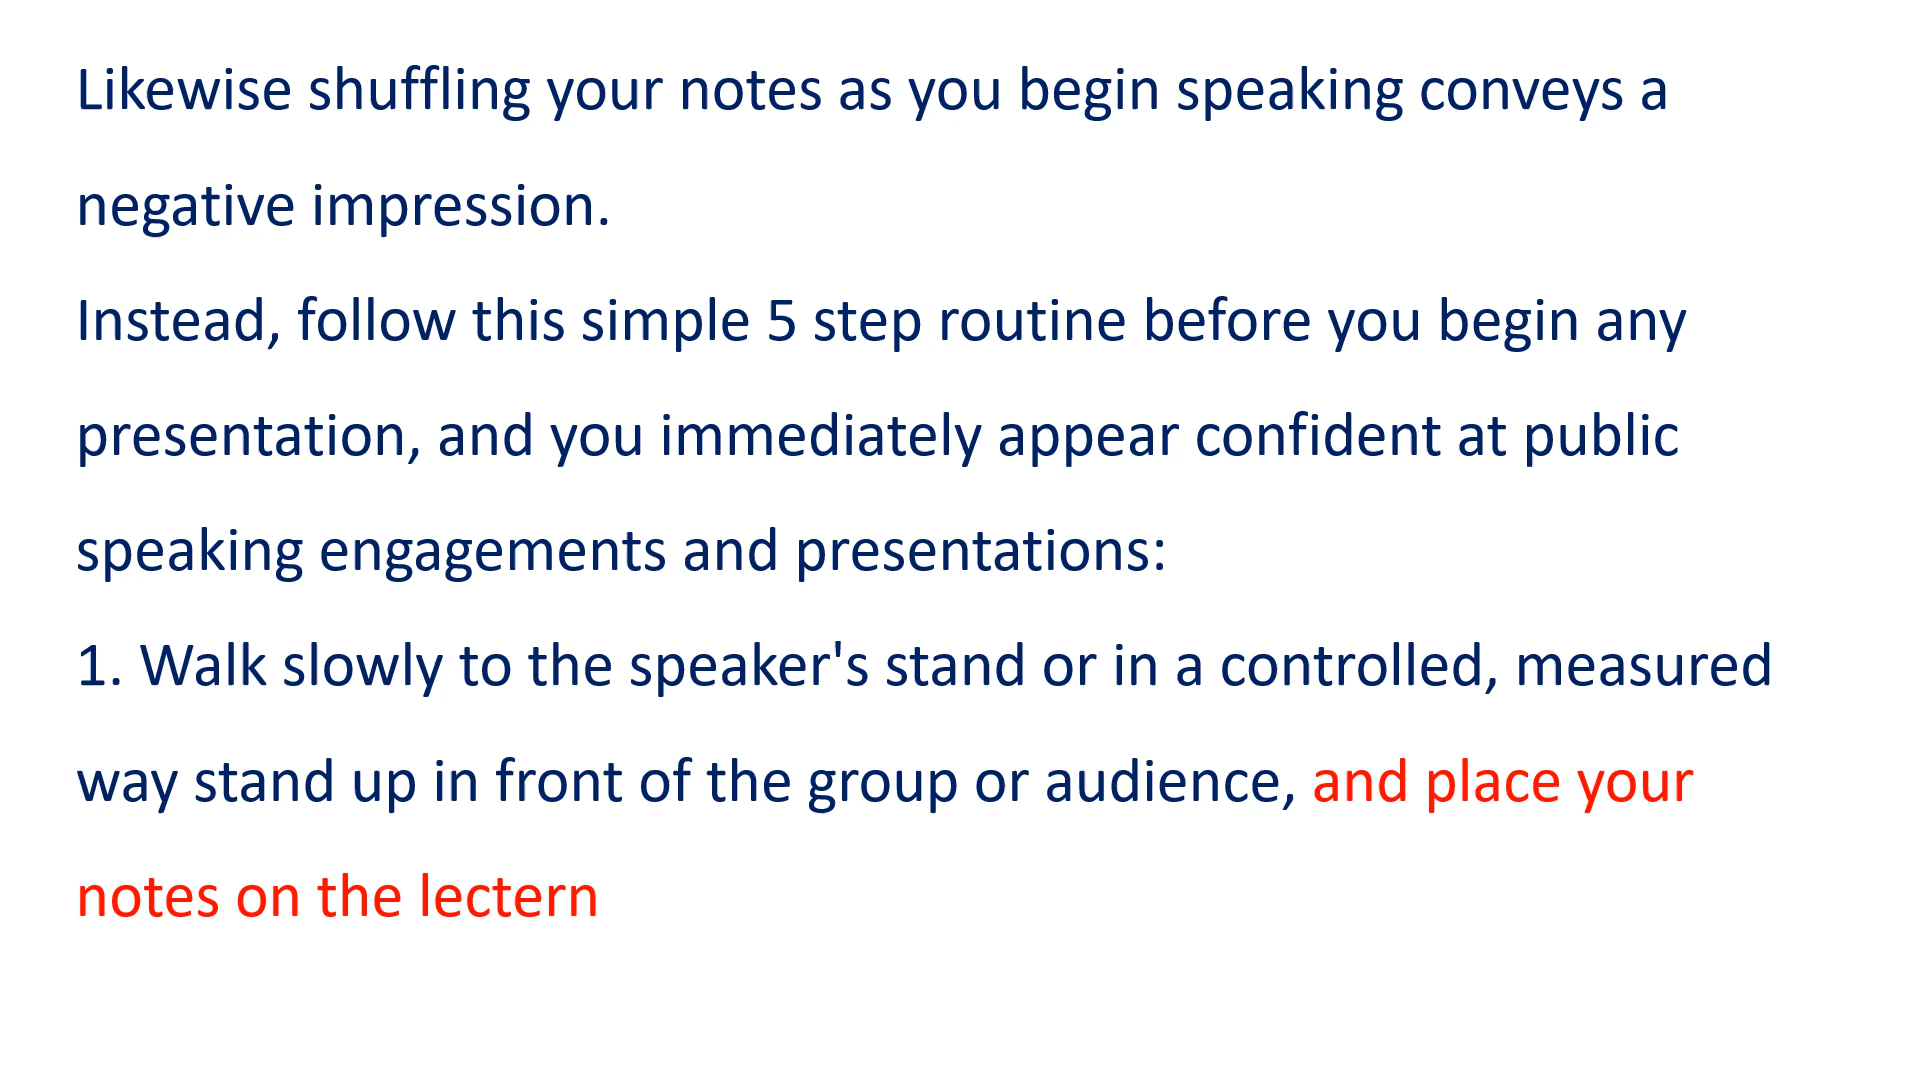 Likewise shuffling your notes as you begin speaking conveys a
negative impression.
Instead, follow this simple 5 step routine before you begin any
presentation, and you immediately appear confident at public
speaking engagements and presentations:
1. Walk slowly to the speaker's stand or in a controlled, measured
way stand up in front of the group or audience, and place your
notes on the lectern